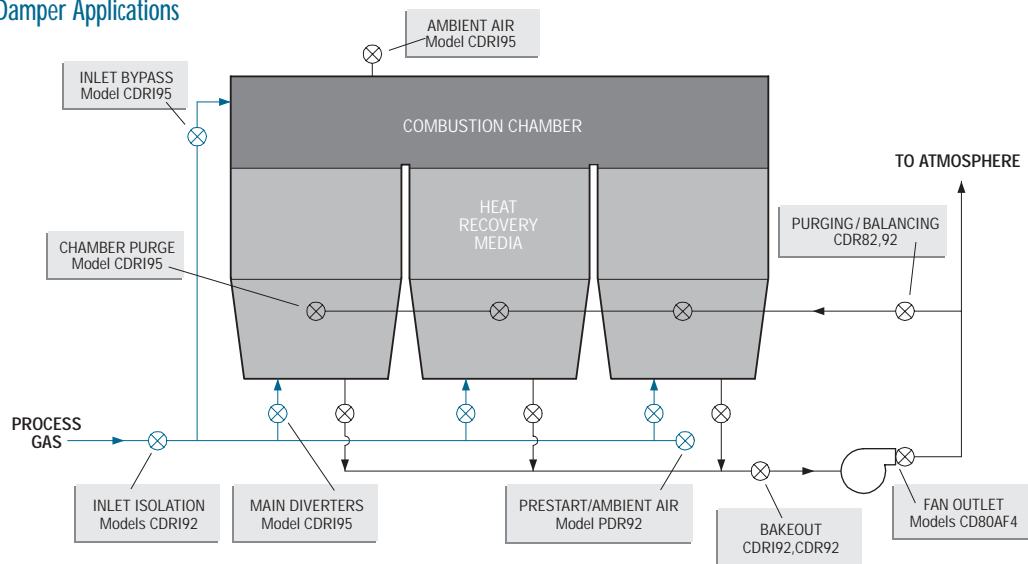 Damper Applications
AMBIENT AIR
Model CDRI95
INLET BYPASS
Model CDRI95
COMBUSTION CHAMBER
TO ATMOSPHERE
HEAT
RECOVERY
MEDIA
PURGING/BALANCING
CDR82,92
CHAMBER PURGE
Model CDRI95
PROCESS
GAS
INLET ISOLATION
Models CDRI92
MAIN DIVERTERS
Model CDRI95
PRESTART/AMBIENT AIR
Model PDR92
BAKEOUT
CDRI92,CDR92
FAN OUTLET
Models CD80AF4